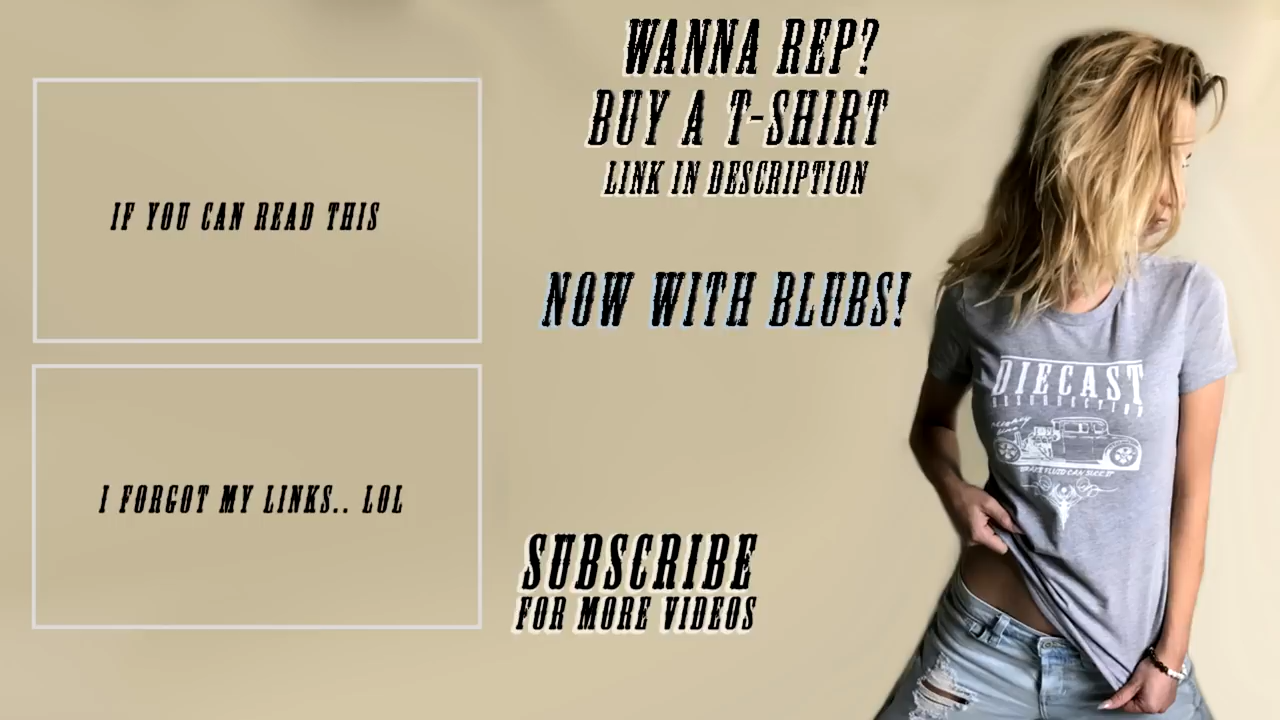 WANNA REP?
BUY A T-SHIRT
LINK IN DESCRIPTION
IF YOU CAN READ THIS
NOW WITH BLUBS!
DIECAST
RESURRECTION
I FORGOT MY LINKS.. LOL
SUBSCRIBE
FOR MORE VIDEOS